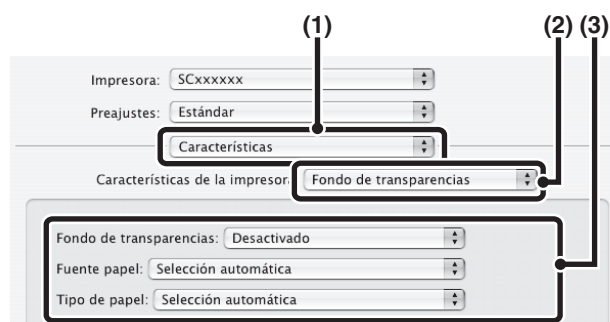 (1) (2) (3)
Impresora: SCxxxxxx
Preajustes: Estándar
Características
Características de la impresor Fondo de transparencias
Fondo de transparencias: Desactivado
Fuente papel: Selección automática
Tipo de papel: Selección automática